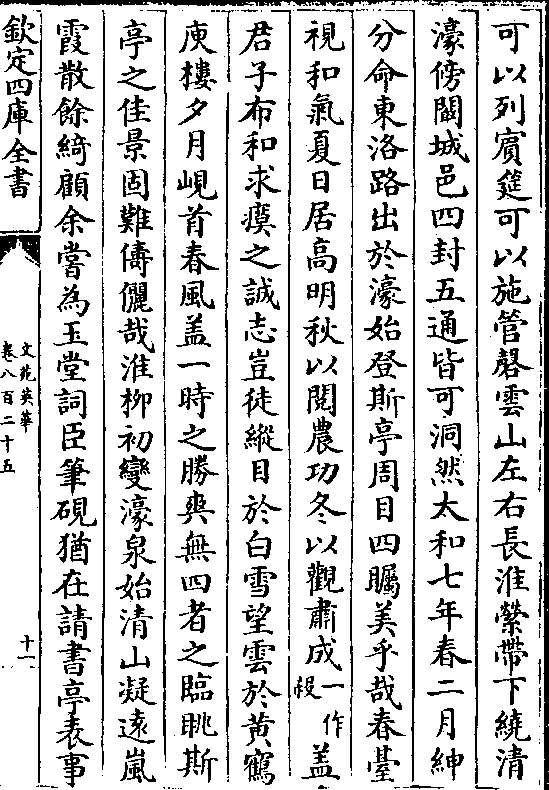 可以列賓筵可以施管磬雲山左右長淮縈帶下繞清
濠傍闞城邑四封五通皆可洞然太和七年春二月紳
分命東洛路出於濠始登斯亭周目四矚美乎哉春臺
視和氣夏日居高明秋以閱農功冬以觀肅成一作殺盖
君子布和求瘼之誠志豈徒縱目於白雪望雲於黄鶴
庾樓夕月峴首春風盖一時之勝爽無四者之臨眺斯
亭之佳景固難儔儷哉淮柳初變濠泉始清山凝逺嵐
霞散餘綺顧余嘗為玉堂詞臣筆硯猶在請書亭表事
欽定四庫全書
文苑英華
卷八百二十五
十一